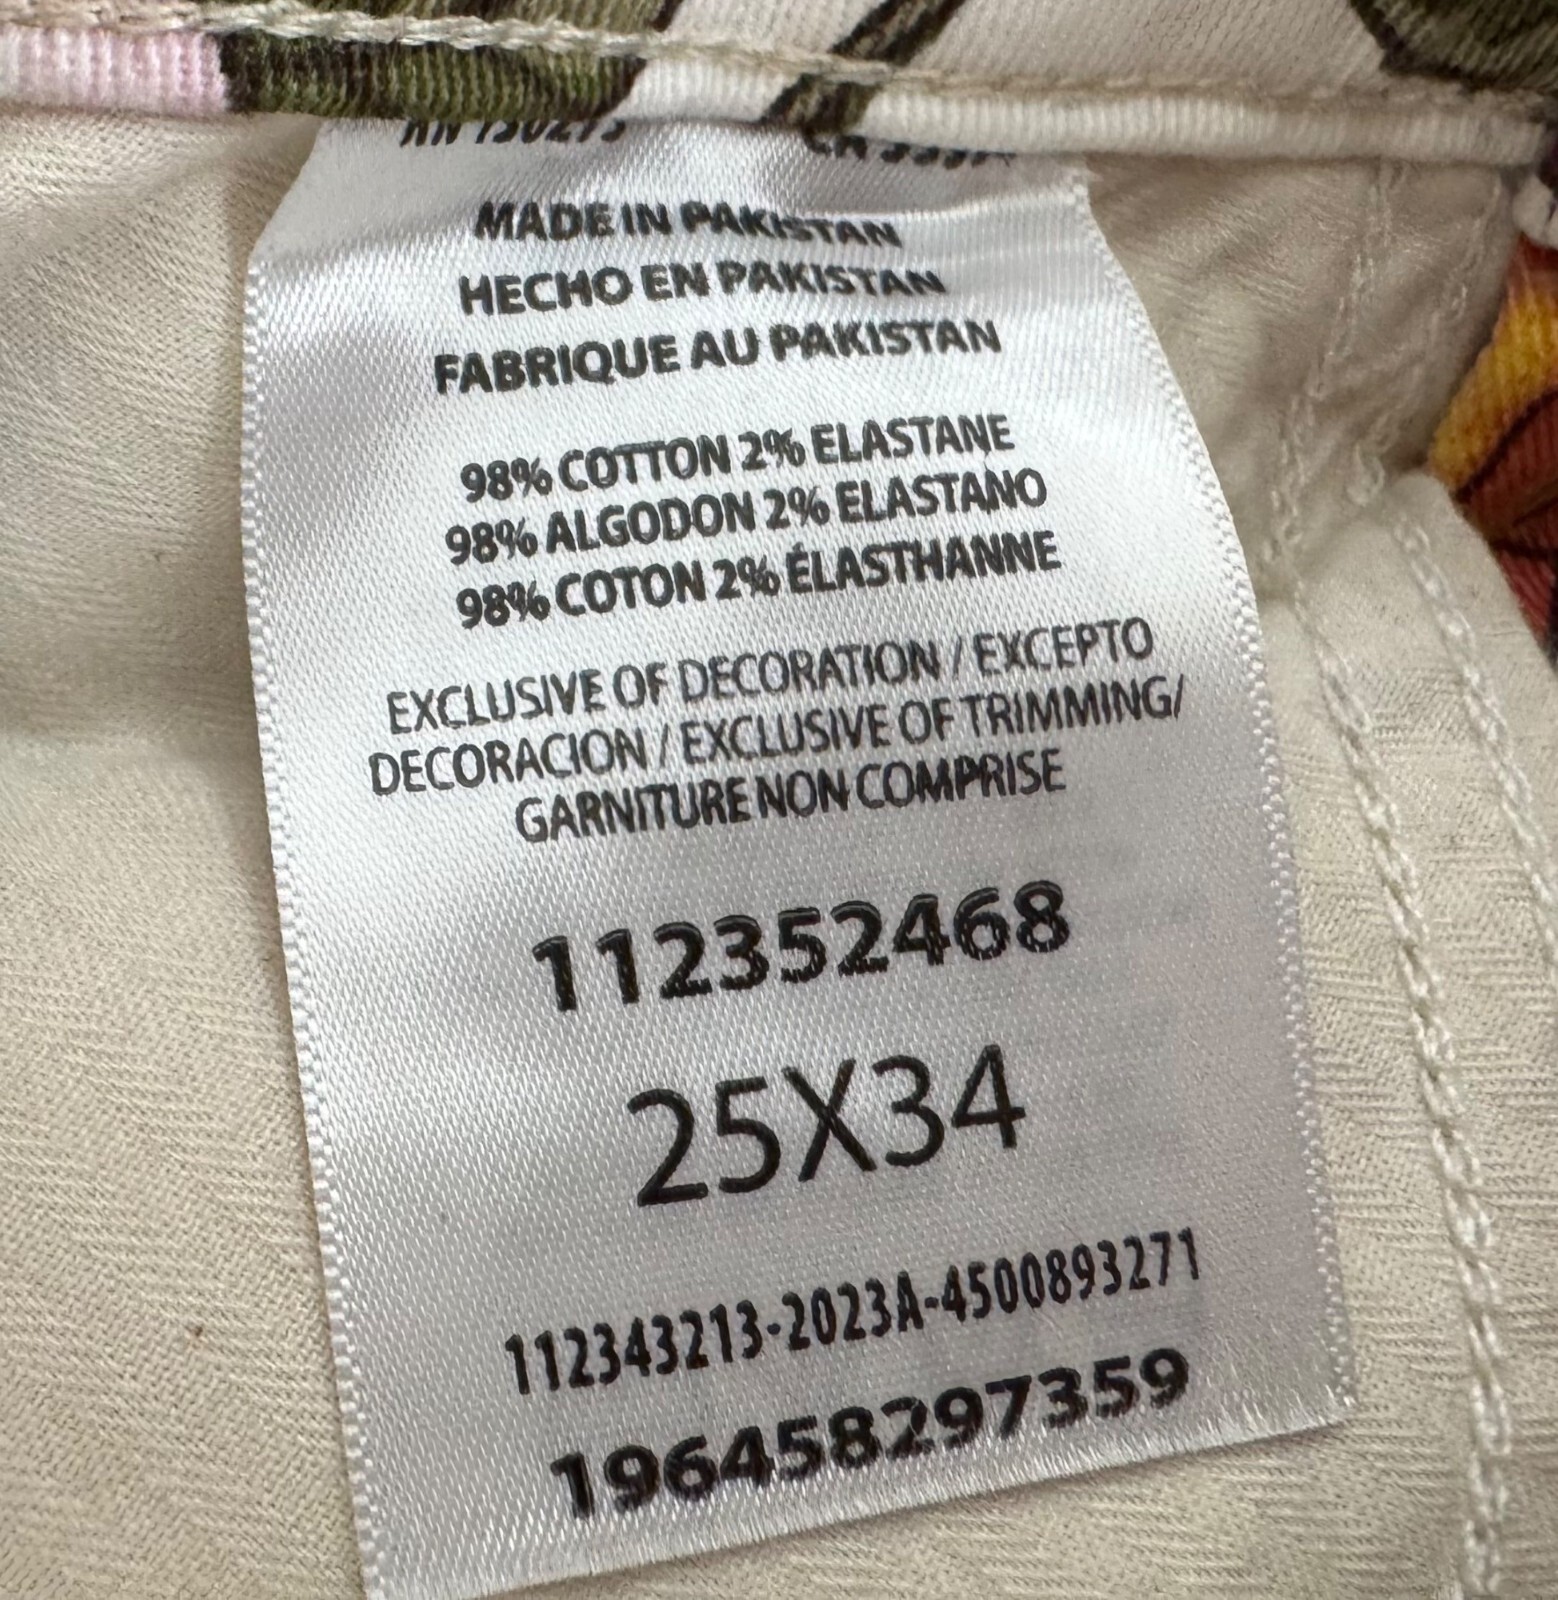 MADE IN PAKISTAN
HECHO EN PAKISTAN
FABRIQUE AU PAKISTAN
98% COTTON 2% ELASTANE
98% ALGODON 2% ELASTANO
98% COTON 2% ÉLASTHANNE
EXCLUSIVE OF DECORATION / EXCEPTO
DECORACION / EXCLUSIVE OF TRIMMING/
GARNITURE NON COMPRISE
112352468
25X34
112343213-2023A-4500893271
196458297359